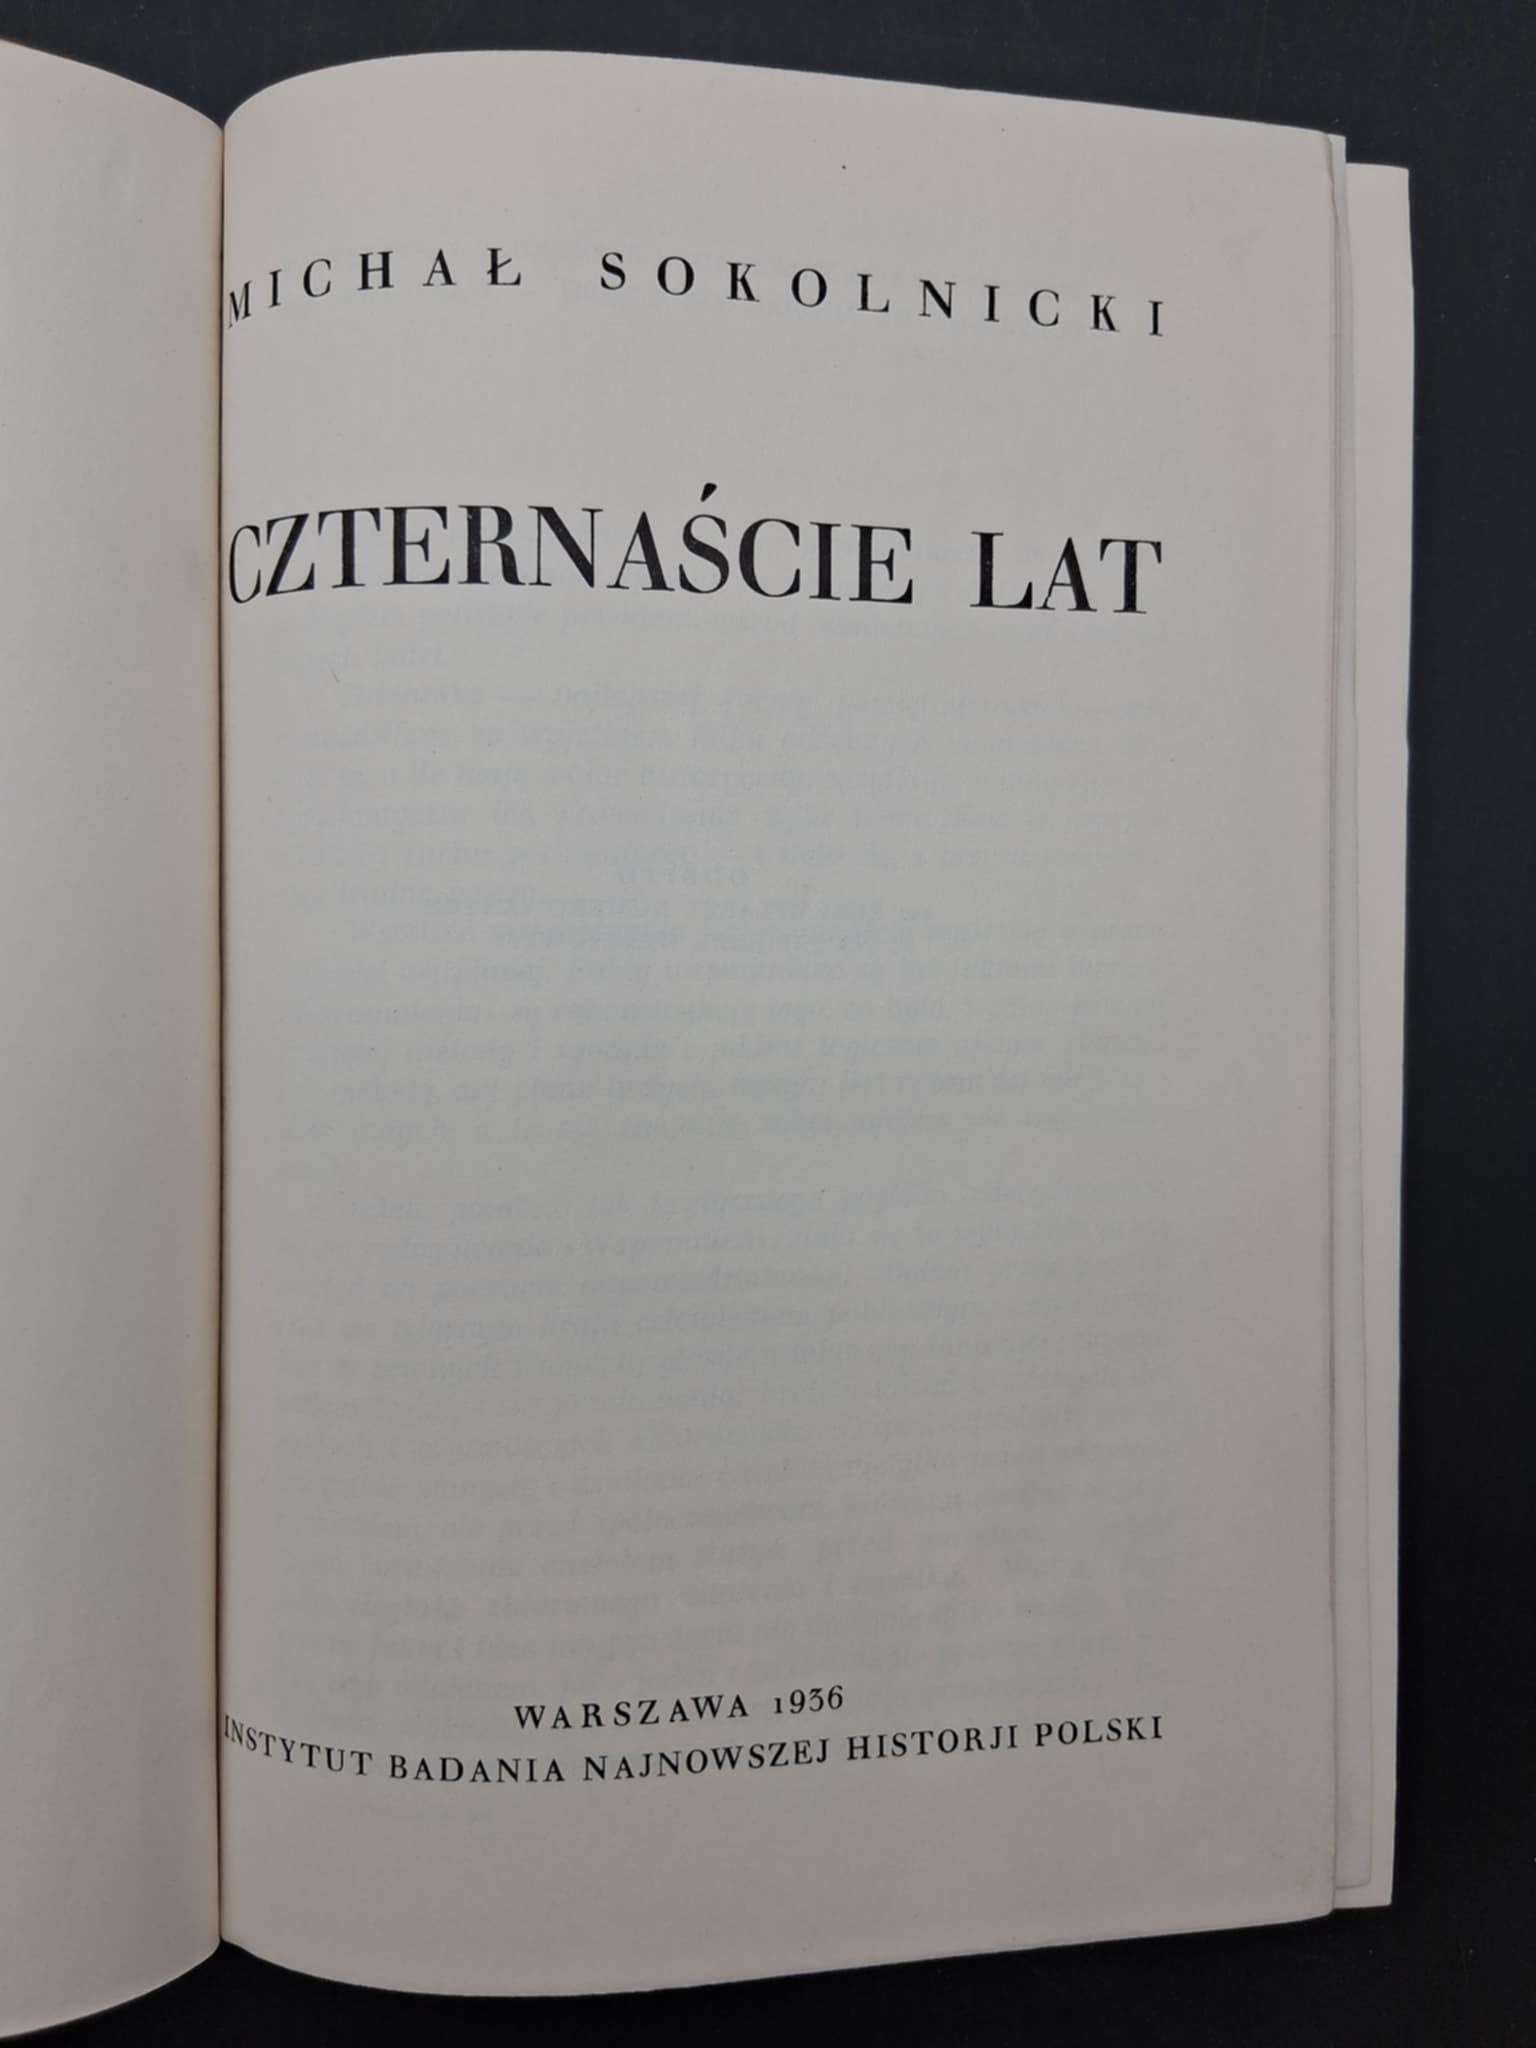 MICHAŁ SOKOLNICKI
CZTERNAŚCIE LAT
WARSZAWA 1936
INSTYTUT BADANIA NAJNOWSZEJ HISTORJI POLSKI